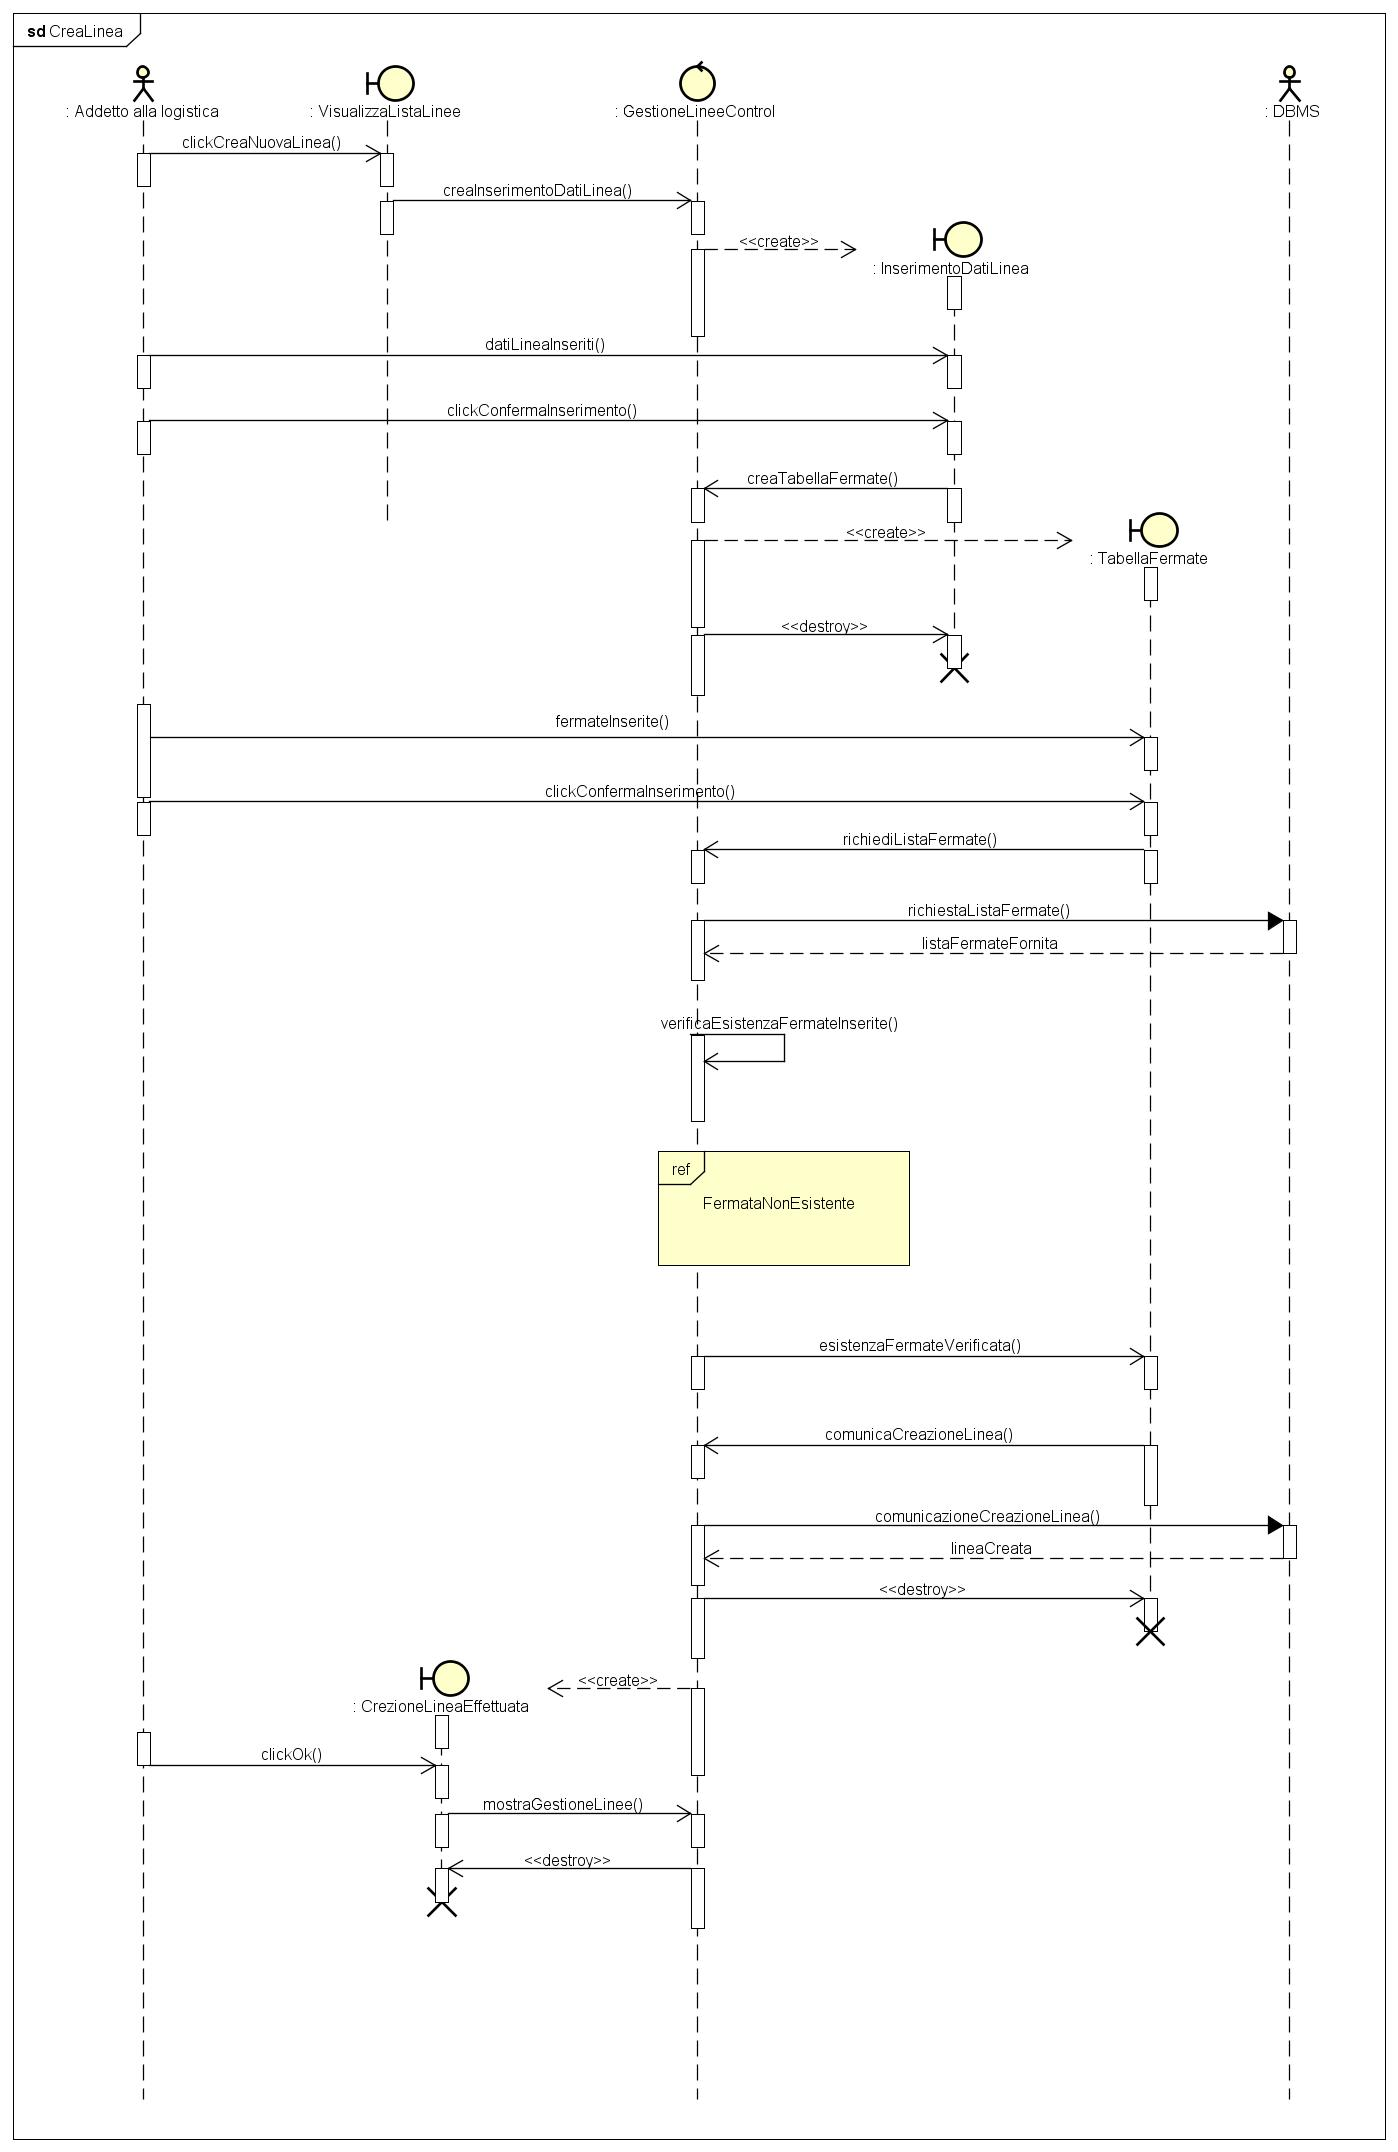 sd CreaLinea
: Addetto alla logistica
: VisualizzaListaLinee
: GestioneLineeControl
: DBMS
clickCreaNuovaLinea()
creaInserimentoDatiLinea()
<<create>>
: InserimentoDatiLinea
datiLineaInseriti()
clickConfermaInserimento()
creaTabellaFermate()
<<create>>
: TabellaFermate
<<destroy>>
fermateInserite()
clickConfermaInserimento()
richiediListaFermate()
richiestaListaFermate()
listaFermateFornita
verificaEsistenzaFermateInserite()
ref
FermataNonEsistente
esistenzaFermateVerificata()
comunicaCreazioneLinea()
comunicazioneCreazioneLinea()
lineaCreata
<<destroy>>
<<create>>
: CrezioneLineaEffettuata
clickOk()
mostraGestioneLinee()
<<destroy>>